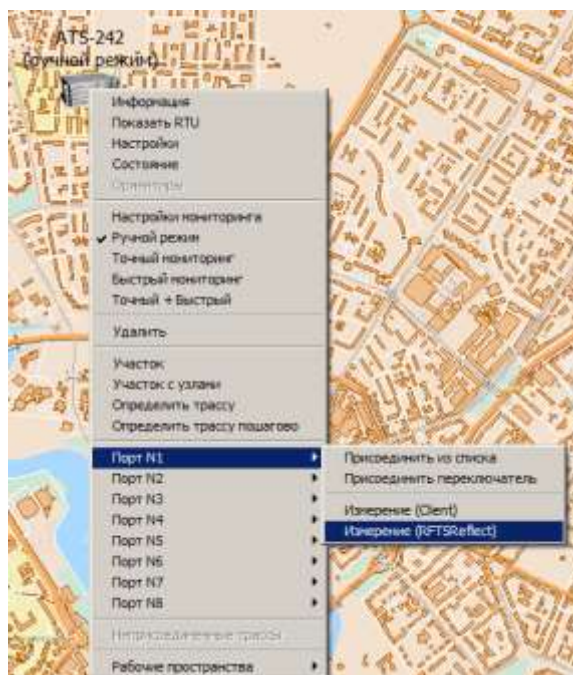 ATS-242
(ручной режим)
Информация
Показать RTU
Настройки
Состояние
Ориентиры
Настройки мониторинга
Ручной режим
Точный мониторинг
Быстрый мониторинг
Точный + Быстрый
Удалить
Участок
Участок с узлами
Определить трассу
Определить трассу пошагово
Порт N1
Присоединить из списка
Порт N2
Присоединить переключатель
Порт N3
Измерение (Client)
Порт N4
Измерение (RFTSReflect)
Порт N5
Порт N6
Порт N7
Порт N8
Неприсоединенные трассы
Рабочие пространства